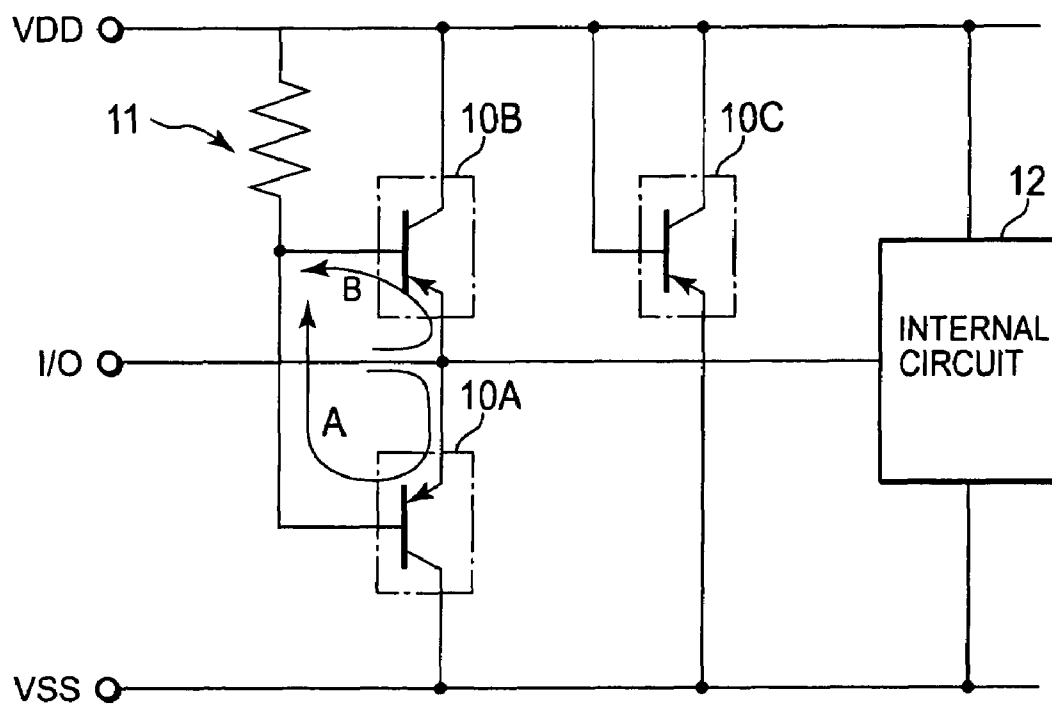 VDD
11
10B
10C
12
B
INTERNAL
CIRCUIT
I/O
10A
A
VSS